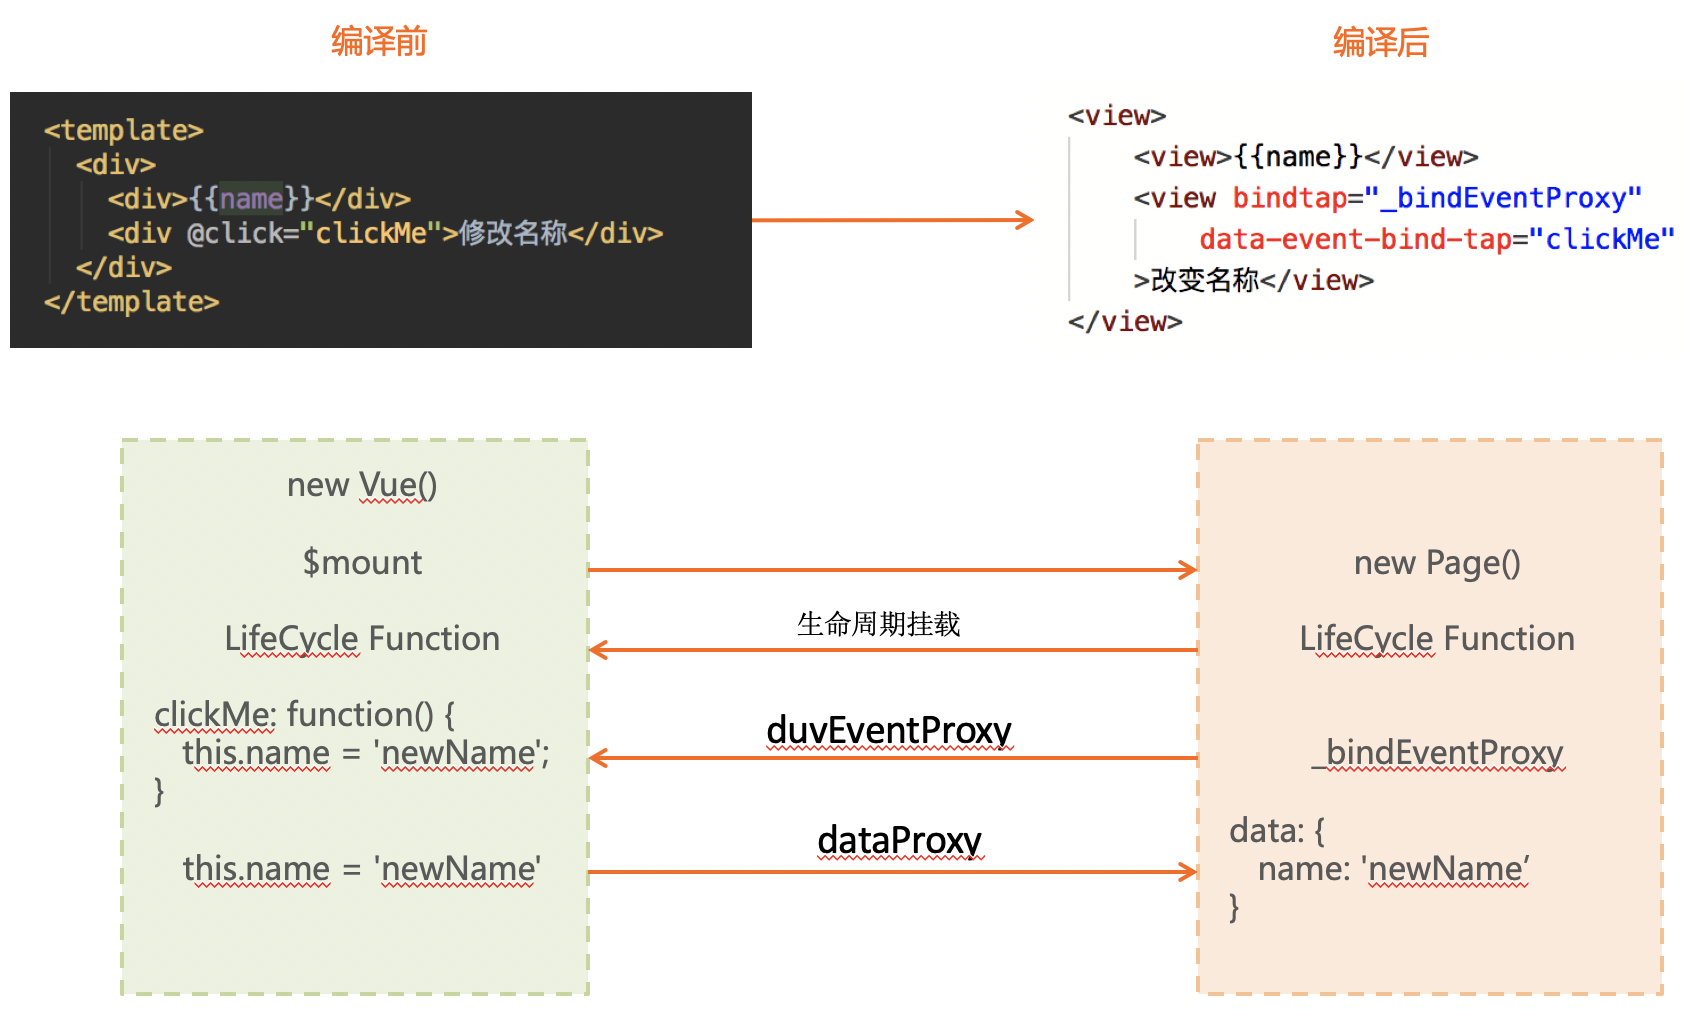 编译前
编译后
<template>
<div>
<div>{{name}}</div>
<div @click="clickMe">修改名称</div>
</div>
</template>
<view>
<view>{{name}}</view>
<view bindtap="_bindEventProxy"
data-event-bind-tap="clickMe"
>改变名称</view>
</view>
new Vue()
$mount
LifeCycle Function
clickMe: function() {
this.name = 'newName';
}
this.name = 'newName'
生命周期挂载
duvEventProxy
dataProxy
new Page()
LifeCycle Function
_bindEventProxy
data: {
name: 'newName’
}